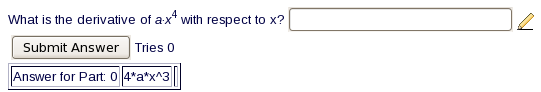 What is the derivative of a·x⁴ with respect to x?
Submit Answer Tries 0
Answer for Part: 0 4*a*x^3